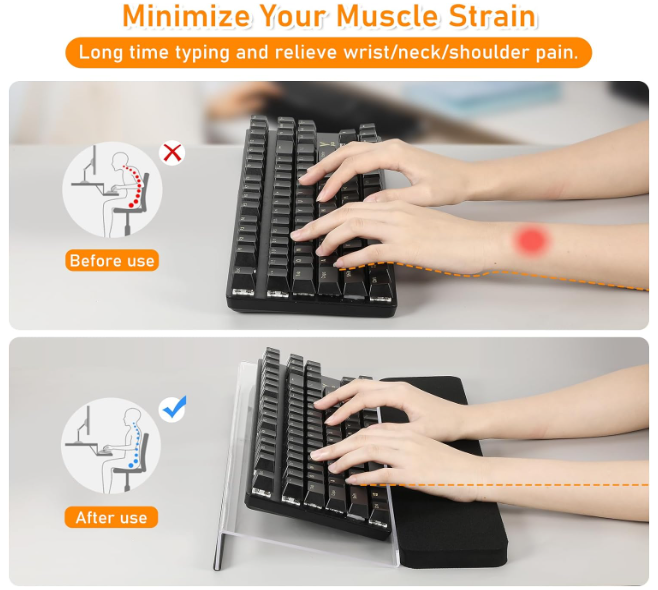 Minimize Your Muscle Strain
Long time typing and relieve wrist/neck/shoulder pain.
Before use
After use